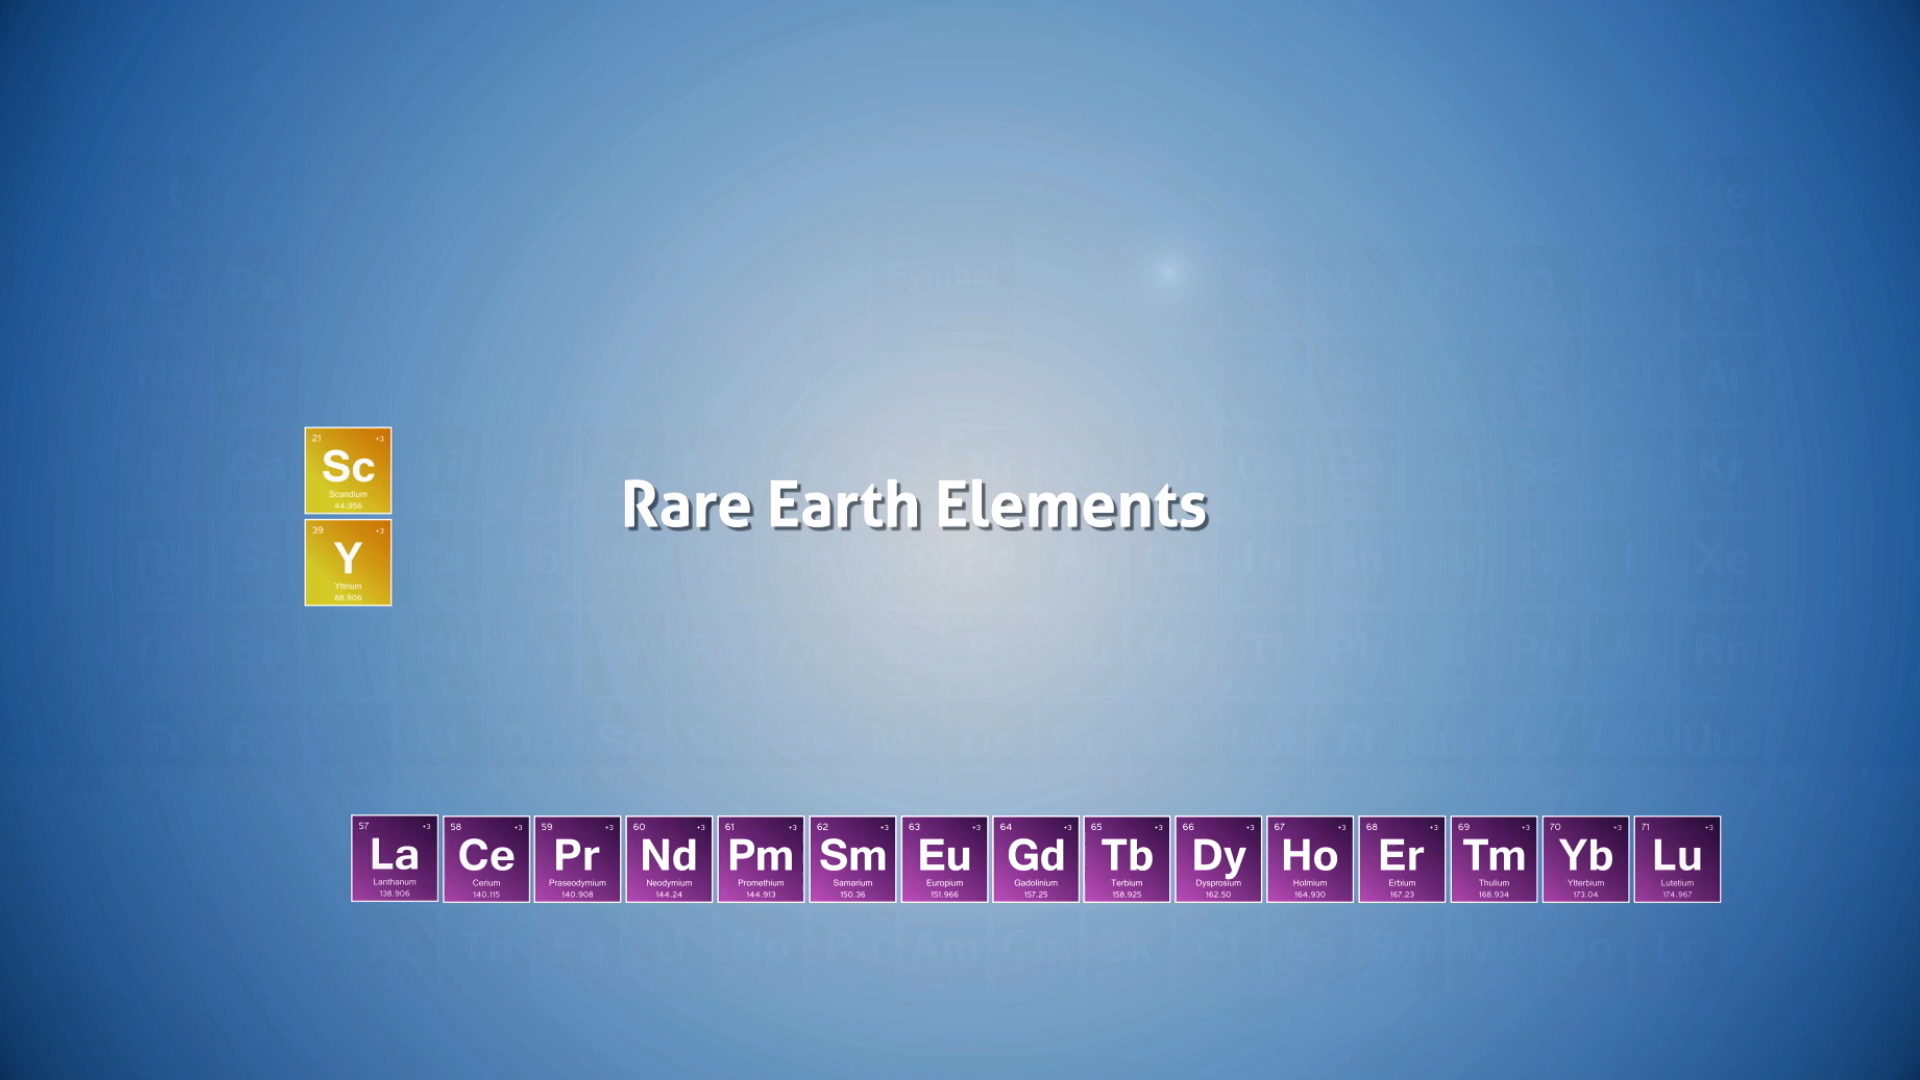 21 +3
Sc
Scandium
44.956
Rare Earth Elements
39 +3
Y
Yttrium
88.906
57 +3 58 +3 59 +3 60 +3 61 +3 62 +3 63 +3 64 +3 65 +3 66 +3 67 +3 68 +3 69 +3 70 +3 71 +3
La Ce Pr Nd Pm Sm Eu Gd Tb Dy Ho Er Tm Yb Lu
Lanthanum Cerium Praseodymium Neodymium Promethium Samarium Europium Gadolinium Terbium Dysprosium Holmium Erbium Thulium Ytterbium Lutetium
138.906 140.115 140.908 144.24 144.913 150.36 151.966 157.25 158.925 162.50 164.930 167.23 168.934 173.04 174.967